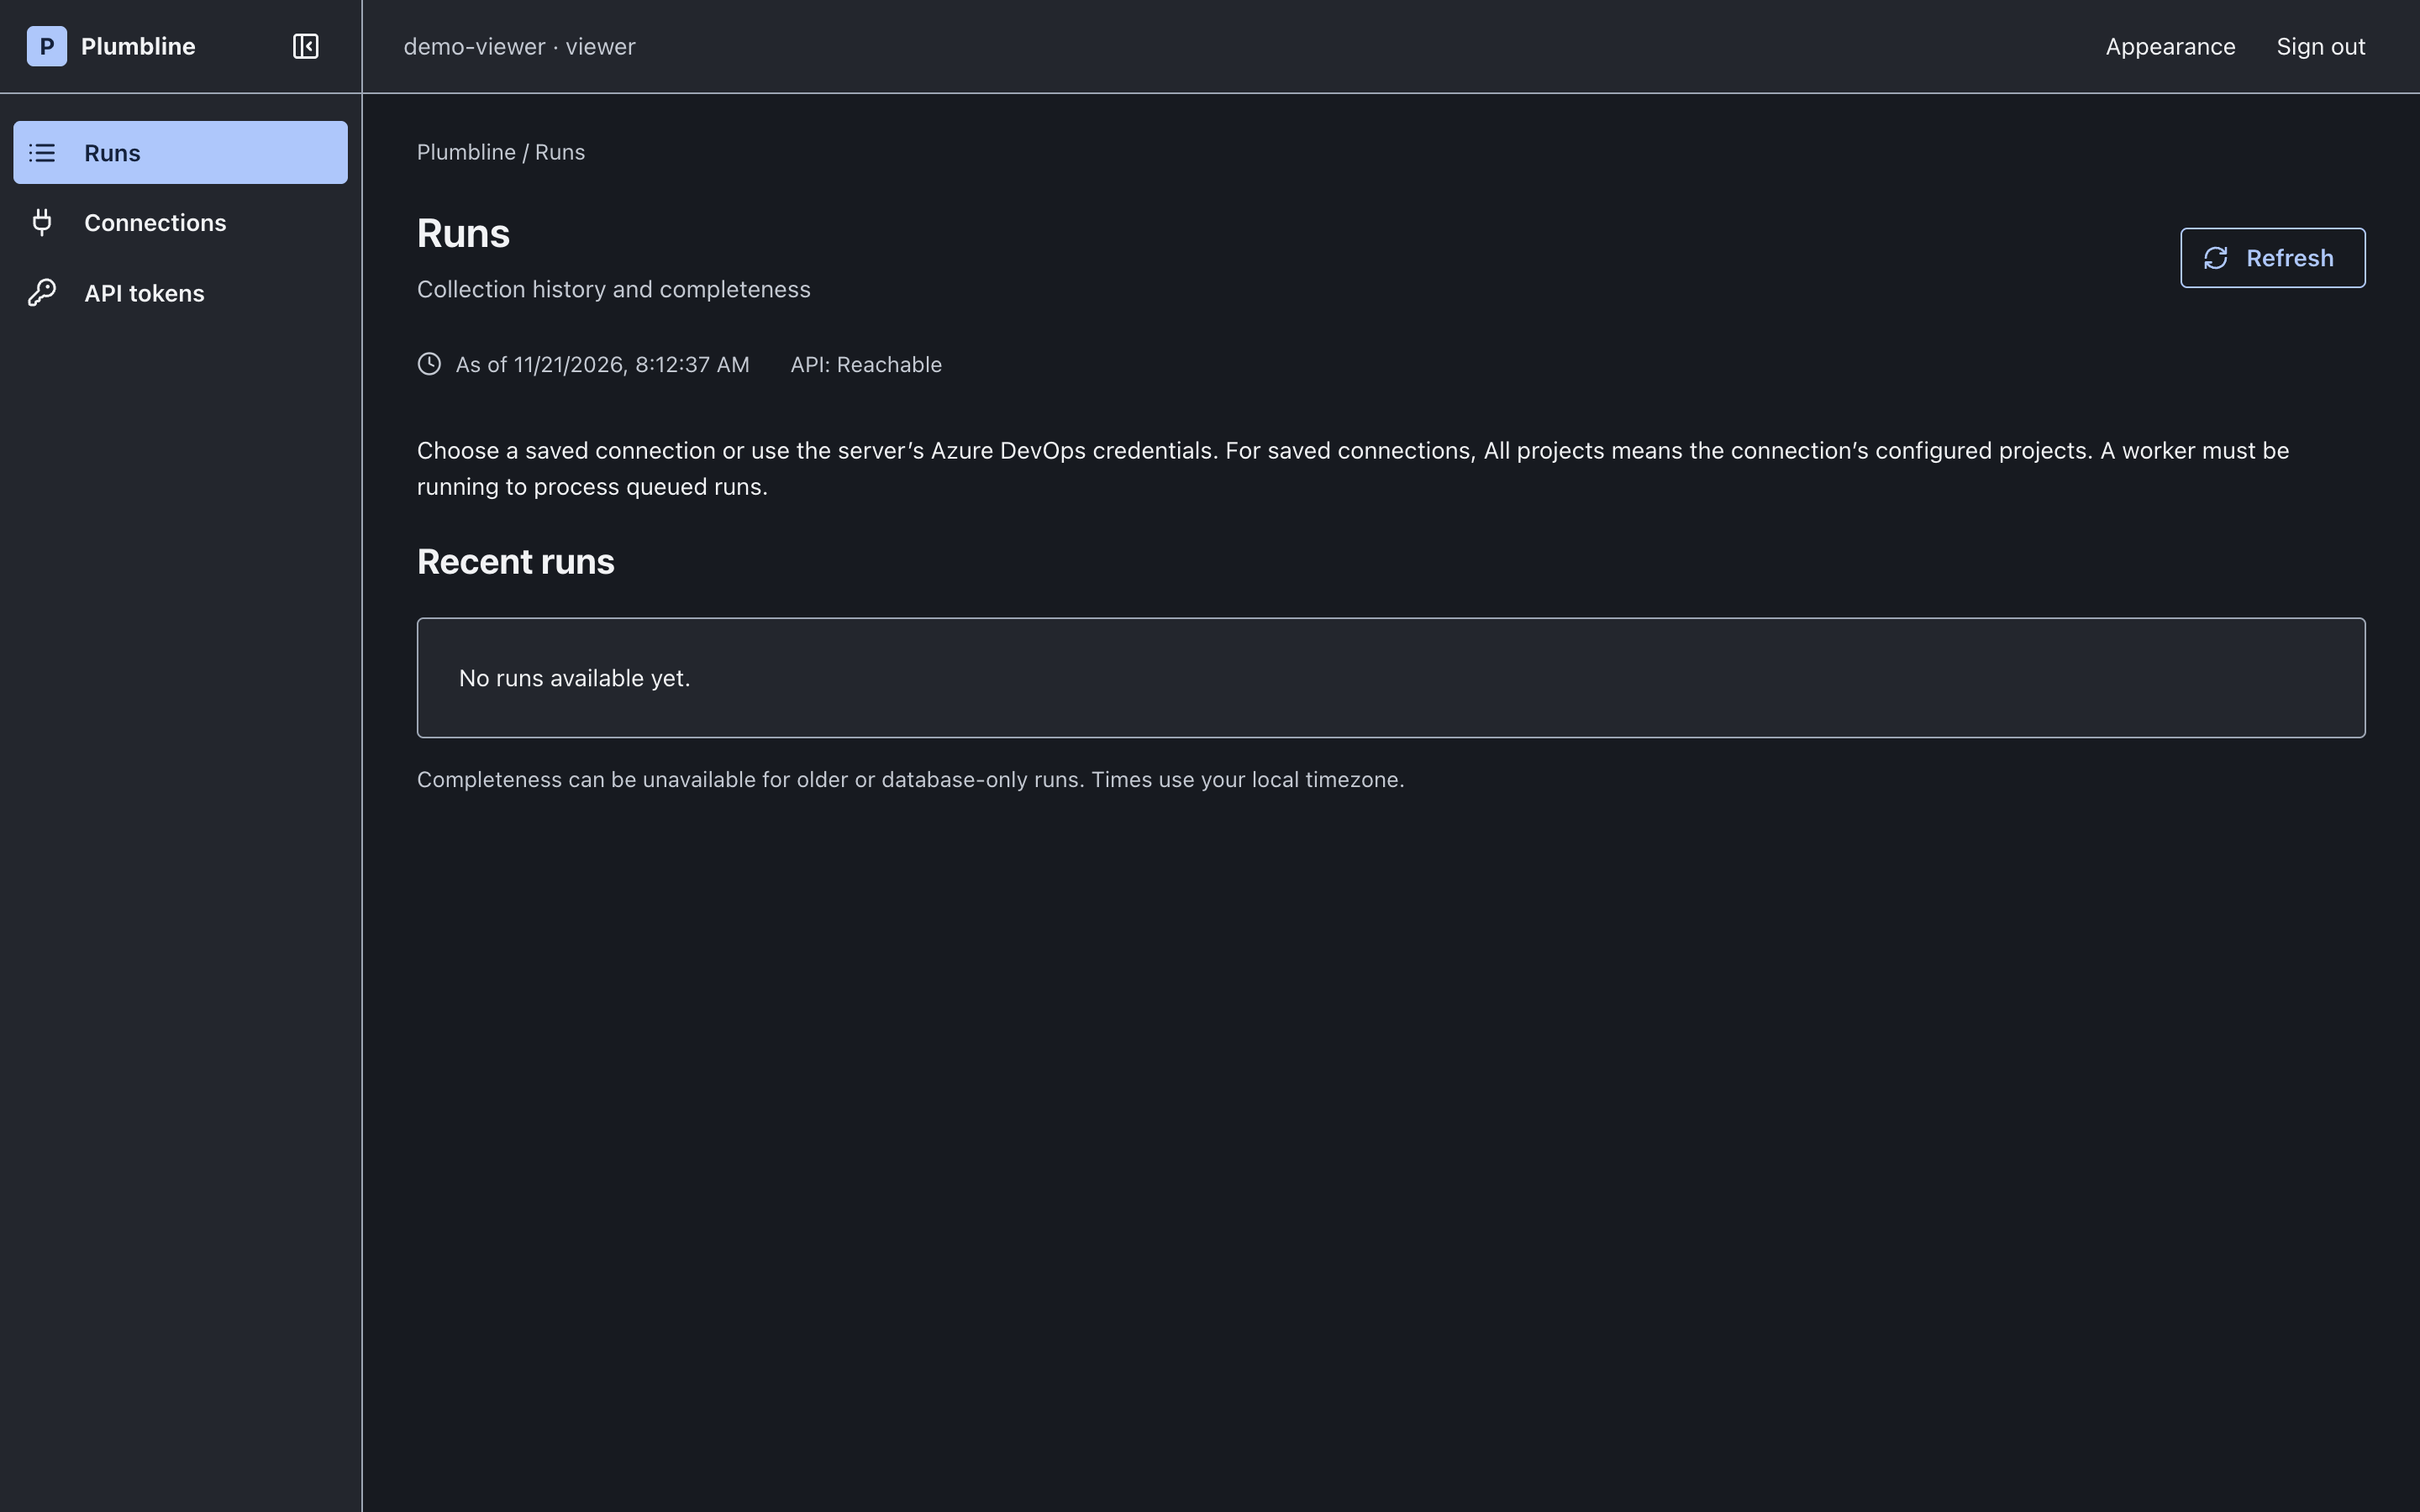 P Plumbline
demo-viewer · viewer
Appearance
Sign out
Runs
Connections
API tokens
Plumbline / Runs
Runs
Collection history and completeness
Refresh
As of 11/21/2026, 8:12:37 AM
API: Reachable
Choose a saved connection or use the server’s Azure DevOps credentials. For saved connections, All projects means the connection’s configured projects. A worker must be
running to process queued runs.
Recent runs
No runs available yet.
Completeness can be unavailable for older or database-only runs. Times use your local timezone.